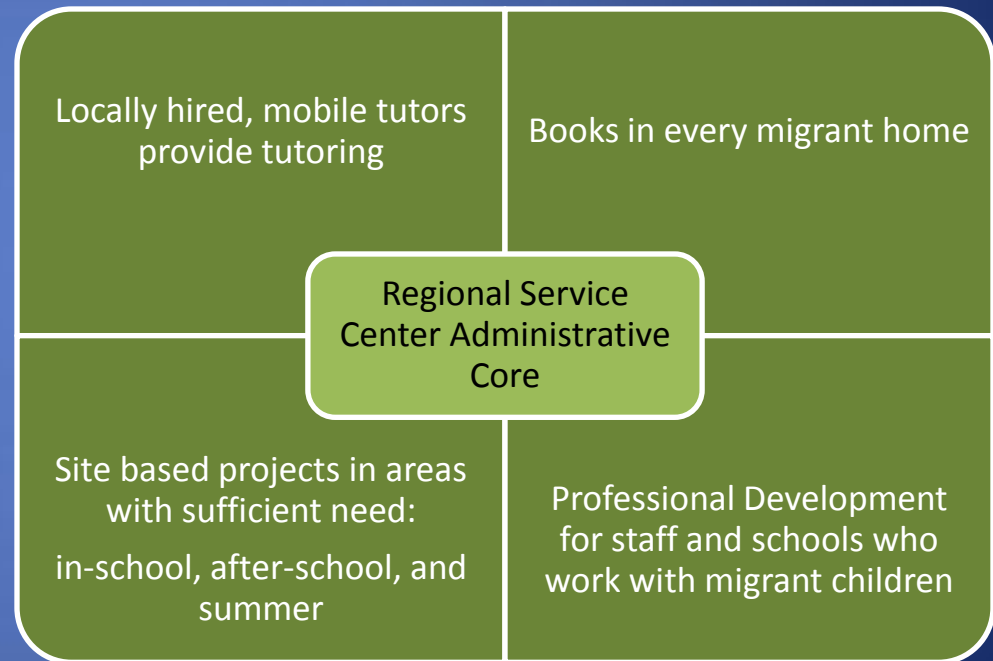 Locally hired, mobile tutors
provide tutoring
Books in every migrant home
Regional Service
Center Administrative
Core
Site based projects in areas
with sufficient need:
in-school, after-school, and
summer
Professional Development
for staff and schools who
work with migrant children